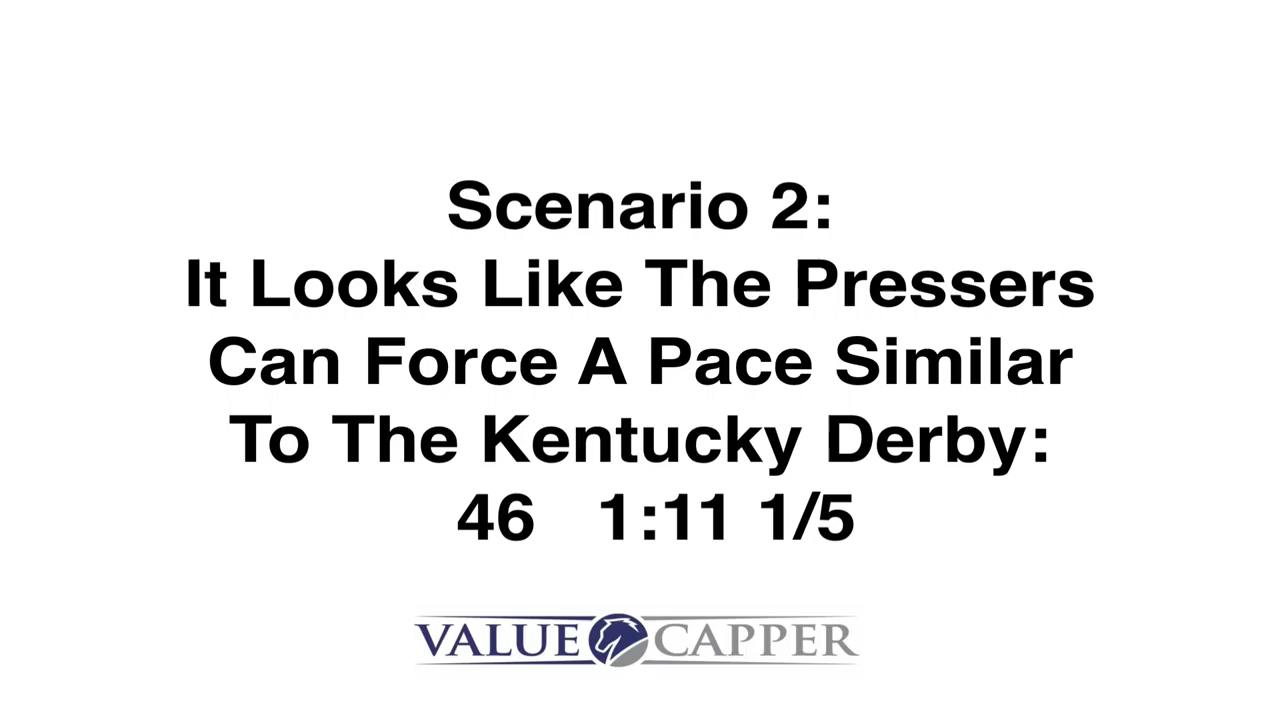 Scenario 2:
It Looks Like The Pressers
Can Force A Pace Similar
To The Kentucky Derby:
46 1:11 1/5
VALUE CAPPER